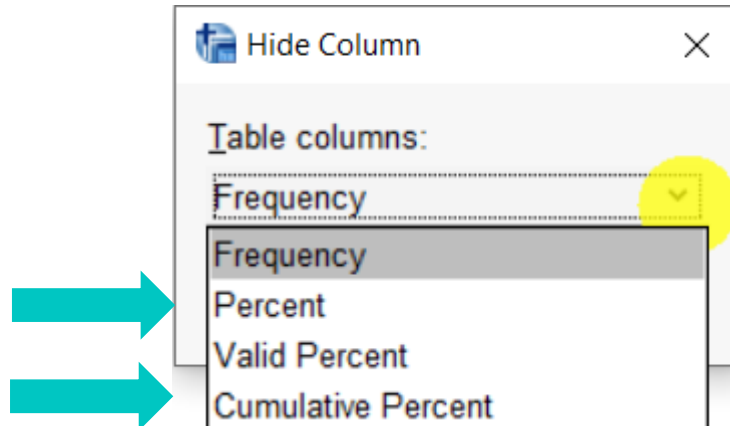 Hide Column
Table columns:
Frequency
Frequency
Percent
Valid Percent
Cumulative Percent